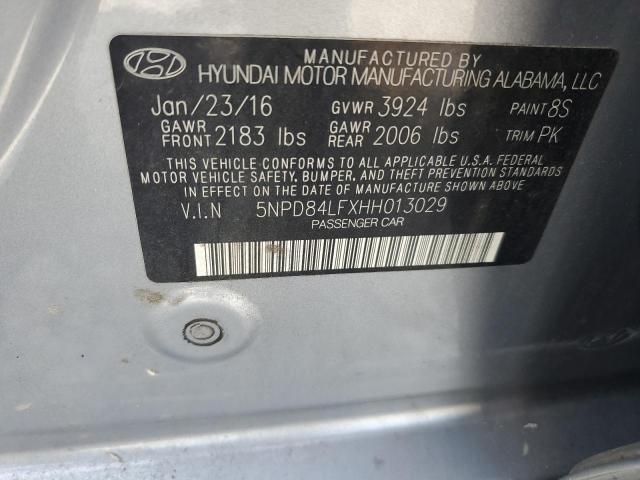 MANUFACTURED BY
HYUNDAI MOTOR MANUFACTURING ALABAMA, LLC
Jan/23/16 GVWR 3924 lbs PAINT 8S
GAWR FRONT 2183 lbs GAWR REAR 2006 lbs TRIM PK
THIS VEHICLE CONFORMS TO ALL APPLICABLE U.S.A. FEDERAL
MOTOR VEHICLE SAFETY, BUMPER, AND THEFT PREVENTION STANDARDS
IN EFFECT ON THE DATE OF MANUFACTURE SHOWN ABOVE.
V.I.N 5NPD84LFXHH013029
PASSENGER CAR